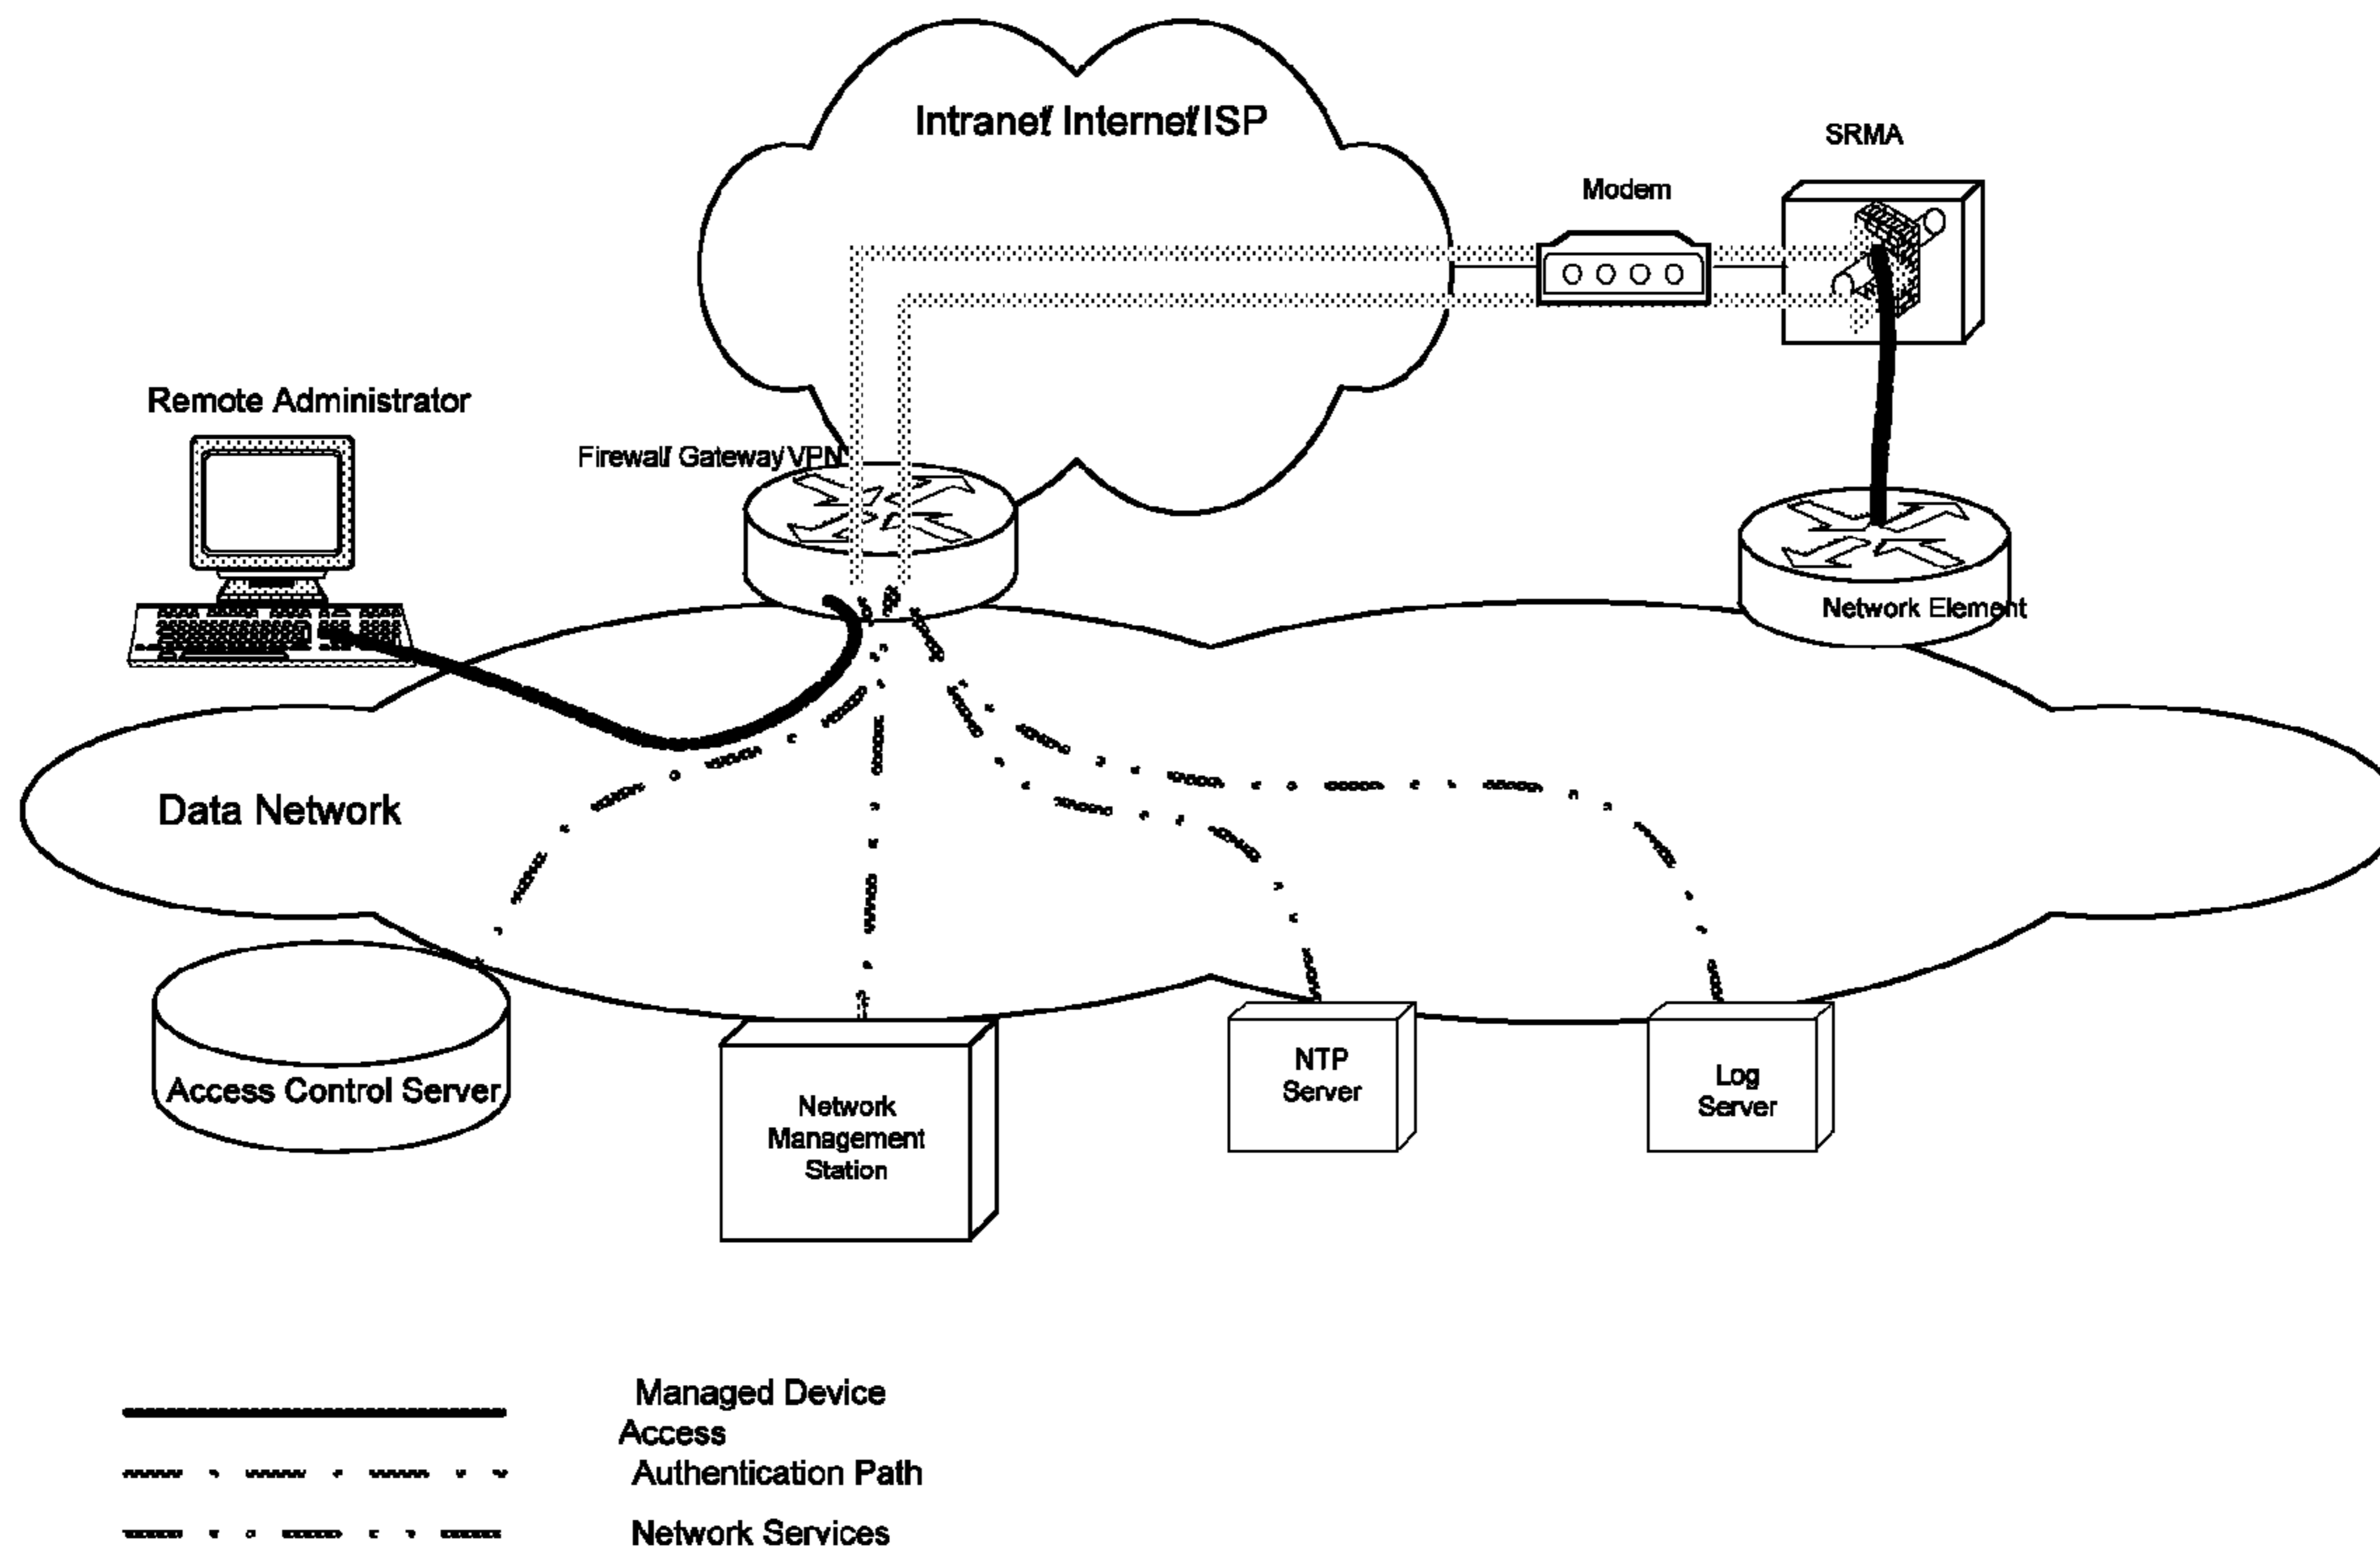 Intranet/ Internet/ISP
SRMA
Modem
Remote Administrator
Firewall/ Gateway/VPN
Network Element
Data Network
Access Control Server
Network
Management
Station
NTP
Server
Log
Server
Managed Device
Access
Authentication Path
Network Services